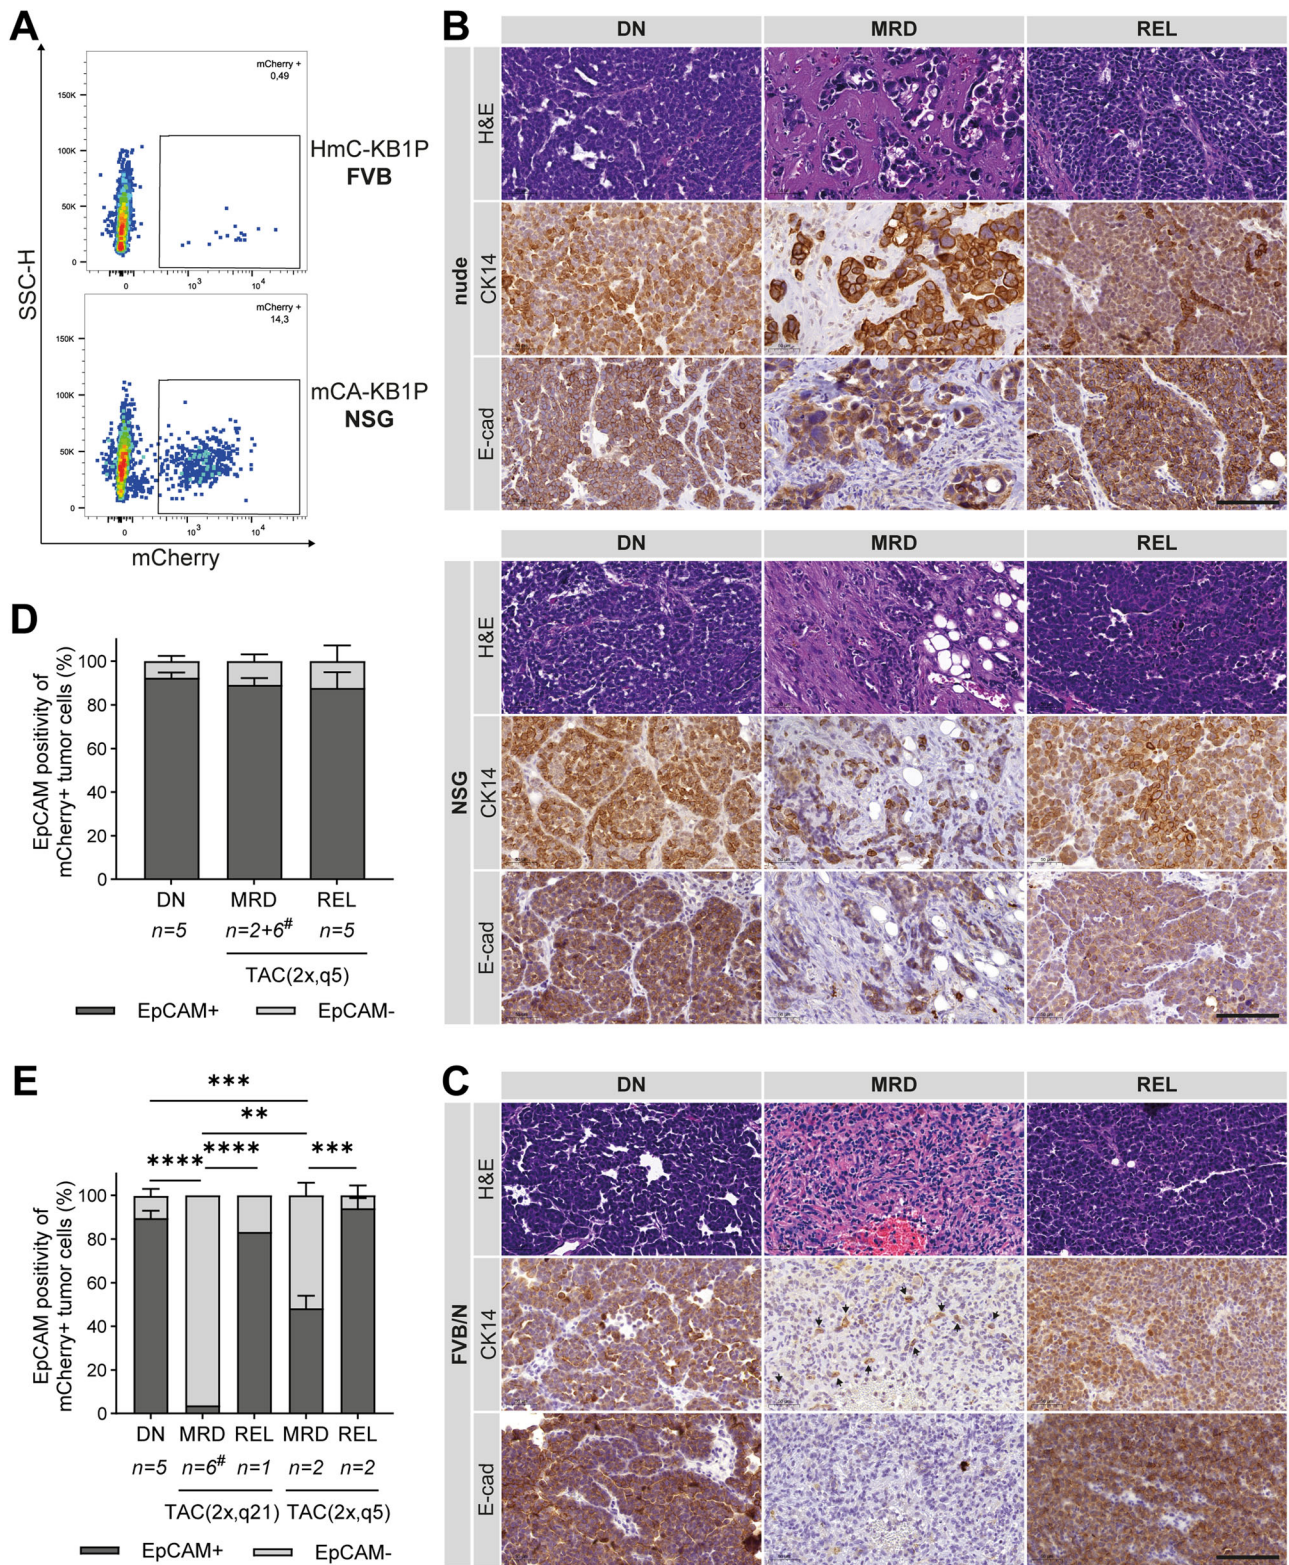 A
mCherry +
0,49
150K
100K
50K
0
0
10³
10⁴
HmC-KB1P
FVB
mCherry +
14,3
150K
100K
50K
0
0
10³
10⁴
mCA-KB1P
NSG
SSC-H
mCherry
B
DN
MRD
REL
nude
H&E
CK14
E-cad
DN
MRD
REL
NSG
H&E
CK14
E-cad
D
EpCAM positivity of
mCherry+ tumor cells (%)
100
80
60
40
20
0
DN
MRD
REL
n=5
n=2+6#
n=5
TAC(2x,q5)
EpCAM+
EpCAM-
E
***
**
****
****
***
EpCAM positivity of
mCherry+ tumor cells (%)
100
80
60
40
20
0
DN
MRD
REL
MRD
REL
n=5
n=6#
n=1
n=2
n=2
TAC(2x,q21)
TAC(2x,q5)
EpCAM+
EpCAM-
C
DN
MRD
REL
FVB/N
H&E
CK14
E-cad